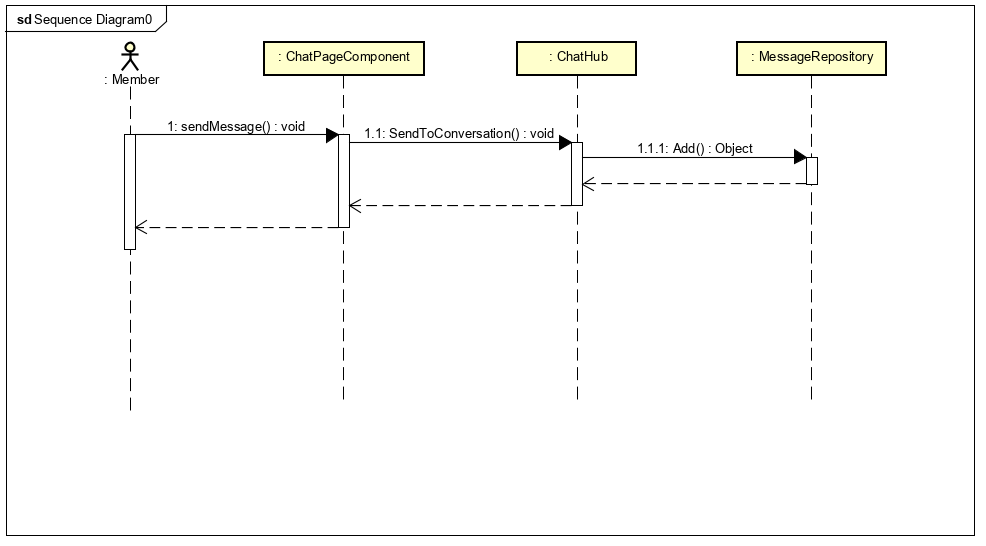 sd Sequence Diagram0
: Member
: ChatPageComponent
: ChatHub
: MessageRepository
1: sendMessage() : void
1.1: SendToConversation() : void
1.1.1: Add() : Object